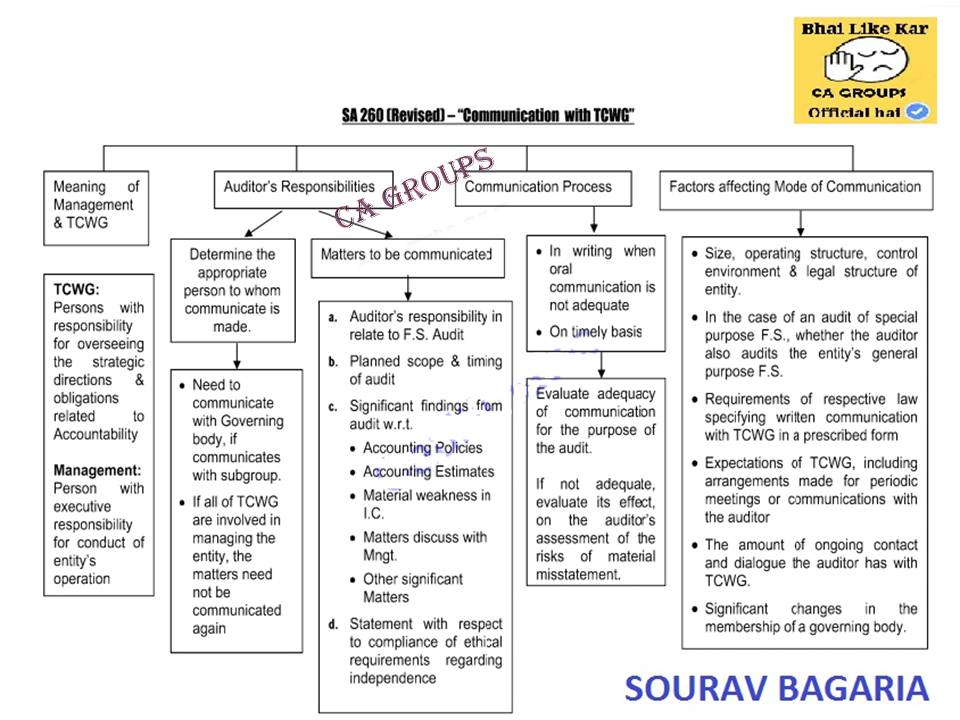 Bhai Like Kar
CA GROUPS
Official hai
SA 260 (Revised) – “Communication with TCWG”
CA GROUPS
Meaning of
Management
& TCWG
TCWG:
Persons with
responsibility
for overseeing
the strategic
directions &
obligations
related to
Accountability
Management:
Person with
executive
responsibility
for conduct of
entity’s
operation
Auditor’s Responsibilities
Determine the
appropriate
person to whom
communicate is
made.
• Need to
communicate
with Governing
body, if
communicates
with subgroup.
• If all of TCWG
are involved in
managing the
entity, the
matters need
not be
communicated
again
Matters to be communicated
a. Auditor’s responsibility in
relate to F.S. Audit
b. Planned scope & timing
of audit
c. Significant findings from
audit w.r.t.
• Accounting Policies
• Accounting Estimates
• Material weakness in
I.C.
• Matters discuss with
Mngt.
• Other significant
Matters
d. Statement with respect
to compliance of ethical
requirements regarding
independence
Communication Process
• In writing when
oral
communication is
not adequate
• On timely basis
Evaluate adequacy
of communication
for the purpose of
the audit.
If not adequate,
evaluate its effect,
on the auditor’s
assessment of the
risks of material
misstatement.
Factors affecting Mode of Communication
• Size, operating structure, control
environment & legal structure of
entity.
• In the case of an audit of special
purpose F.S., whether the auditor
also audits the entity’s general
purpose F.S.
• Requirements of respective law
specifying written communication
with TCWG in a prescribed form
• Expectations of TCWG, including
arrangements made for periodic
meetings or communications with
the auditor
• The amount of ongoing contact
and dialogue the auditor has with
TCWG.
• Significant changes in the
membership of a governing body.
SOURAV BAGARIA